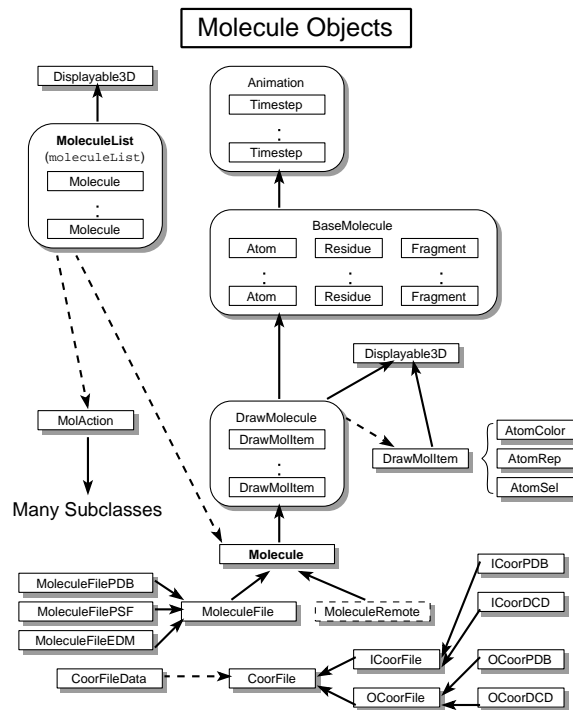 Molecule Objects
Displayable3D
MoleculeList
(moleculeList)
Molecule
:
Molecule
Animation
Timestep
:
Timestep
BaseMolecule
Atom Residue Fragment
: : :
Atom Residue Fragment
Displayable3D
MolAction
Many Subclasses
DrawMolecule
DrawMolItem
:
DrawMolItem
DrawMolItem
AtomColor
AtomRep
AtomSel
Molecule
MoleculeFilePDB
MoleculeFilePSF
MoleculeFileEDM
MoleculeFile
MoleculeRemote
ICoorPDB
ICoorDCD
ICoorFile
CoorFileData
CoorFile
OCoorFile
OCoorPDB
OCoorDCD